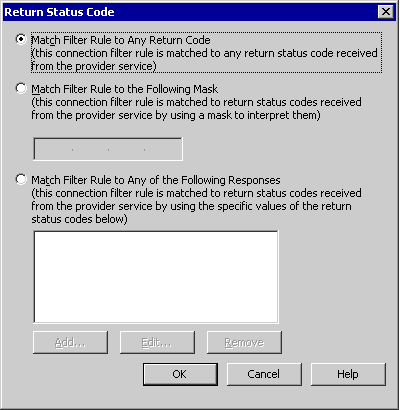 Return Status Code
Match Filter Rule to Any Return Code
(this connection filter rule is matched to any return status code received
from the provider service)
Match Filter Rule to the Following Mask
(this connection filter rule is matched to return status codes received
from the provider service by using a mask to interpret them)
. . .
Match Filter Rule to Any of the Following Responses
(this connection filter rule is matched to return status codes received
from the provider service by using the specific values of the return
status codes below)
Add... Edit... Remove
OK Cancel Help